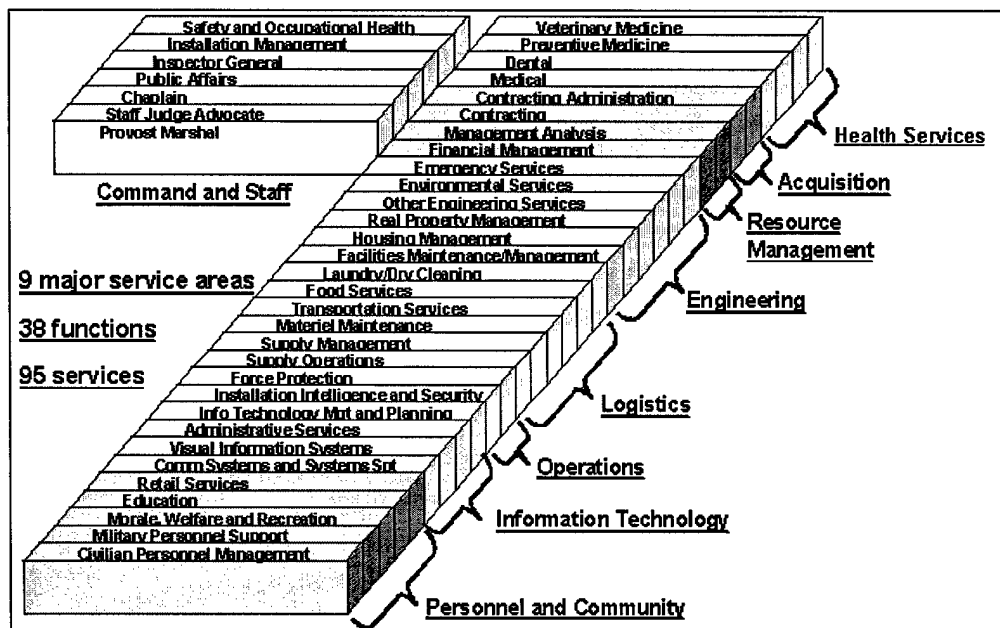 Safety and Occupational Health
Installation Management
Inspector General
Public Affairs
Chaplain
Staff Judge Advocate
Provost Marshal
Command and Staff
9 major service areas
38 functions
95 services
Veterinary Medicine
Preventive Medicine
Dental
Medical
Contracting Administration
Contracting
Management Analysis
Financial Management
Emergency Services
Environmental Services
Other Engineering Services
Real Property Management
Housing Management
Facilities Maintenance/Management
Laundry/Dry Cleaning
Food Services
Transportation Services
Materiel Maintenance
Supply Management
Supply Operations
Force Protection
Installation Intelligence and Security
Info Technology Mgt and Planning
Administrative Services
Visual Information Systems
Comm Systems and Systems Spt
Retail Services
Education
Morale, Welfare and Recreation
Military Personnel Support
Civilian Personnel Management
Health Services
Acquisition
Resource
Management
Engineering
Logistics
Operations
Information Technology
Personnel and Community